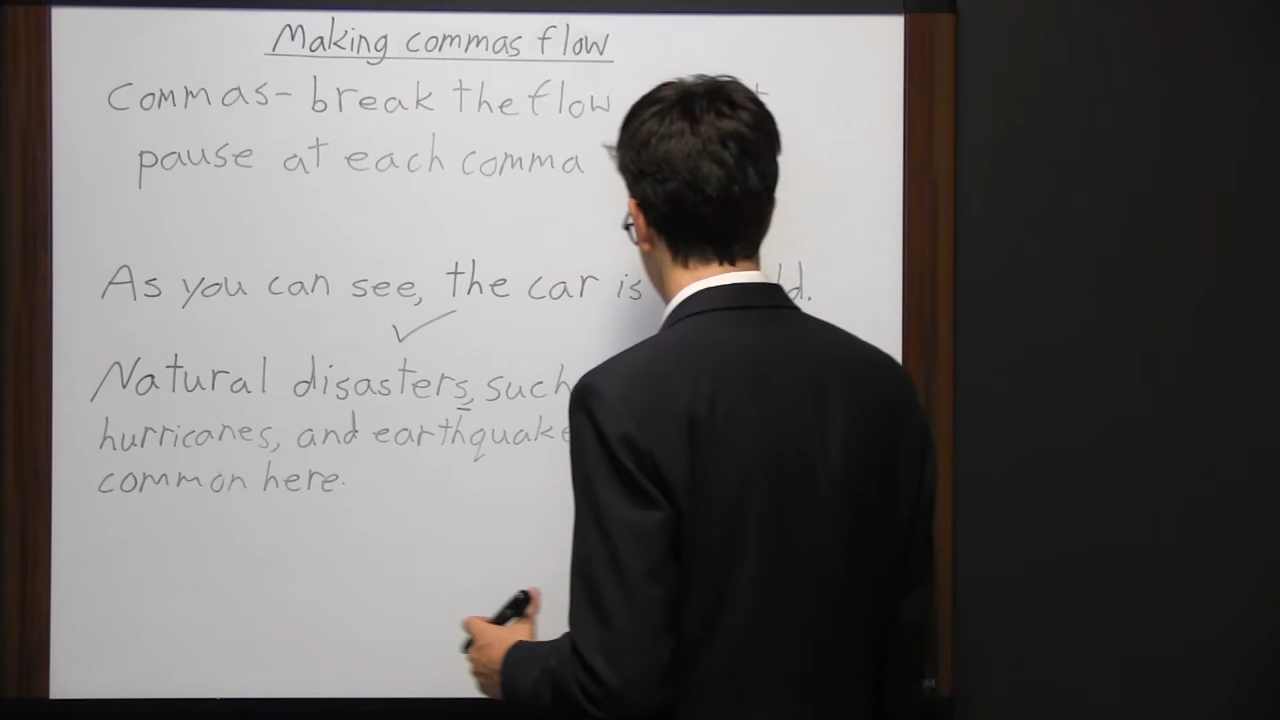 Making commas flow
Commas- break the flow
pause at each comma
As you can see, the car is
Natural disasters, such
hurricanes, and earthquake
common here.